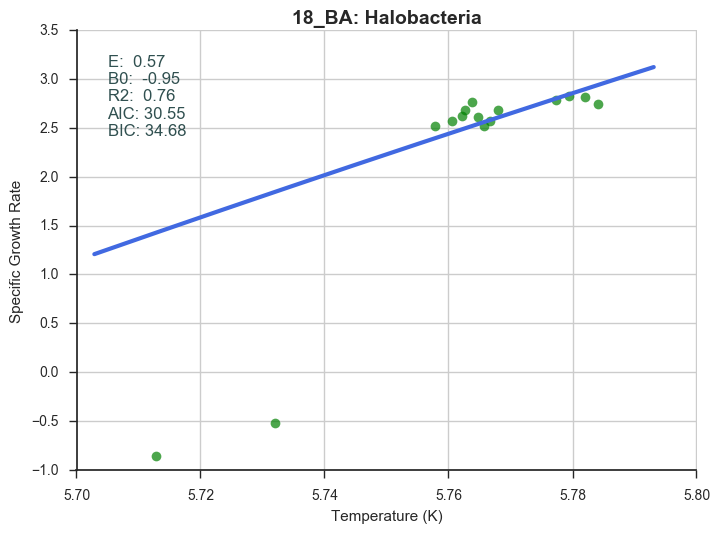 18_BA: Halobacteria
E:  0.57
B0:  -0.95
R2:  0.76
AIC: 30.55
BIC: 34.68
Specific Growth Rate
3.5
3.0
2.5
2.0
1.5
1.0
0.5
0.0
−0.5
−1.0
5.70 5.72 5.74 5.76 5.78 5.80
Temperature (K)